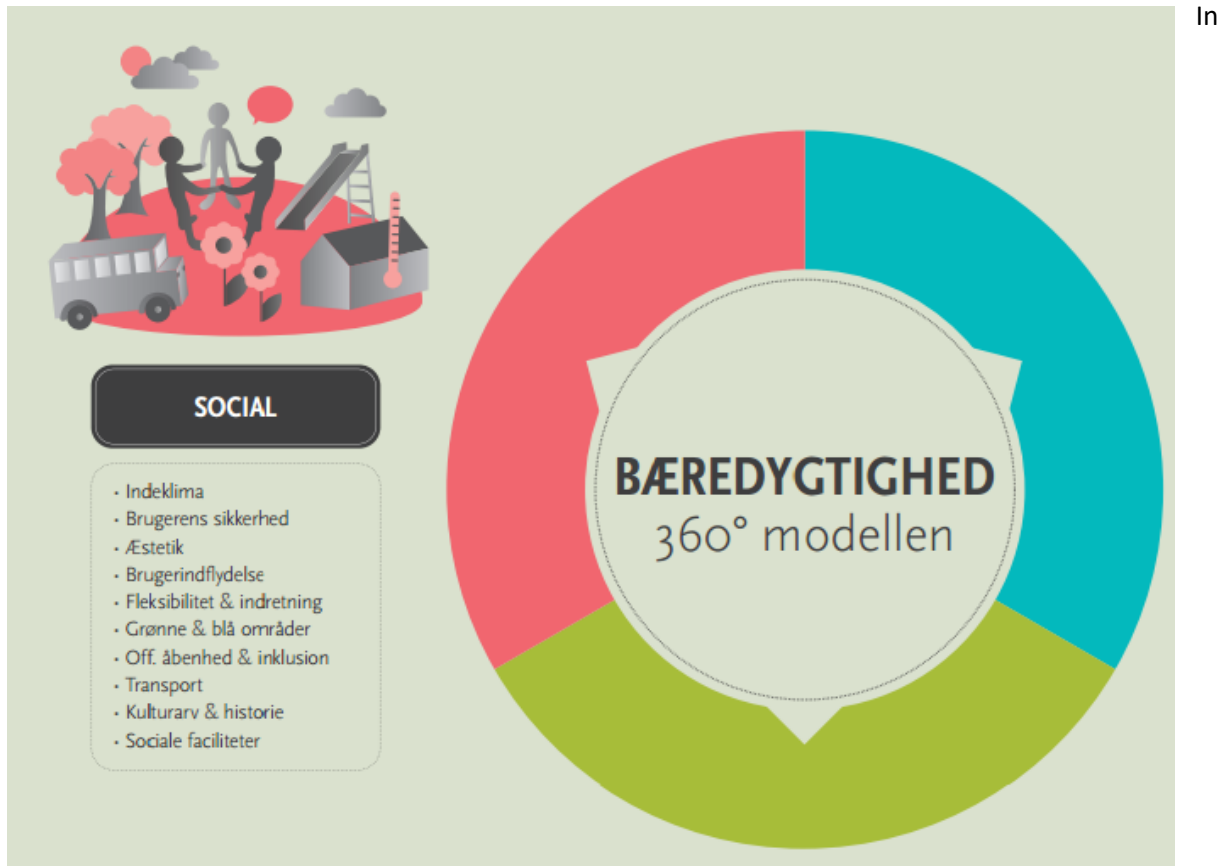 In
SOCIAL
• Indeklima
• Brugerens sikkerhed
• Æstetik
• Brugerindflydelse
• Fleksibilitet & indretning
• Grønne & blå områder
• Off. åbenhed & inklusion
• Transport
• Kulturarv & historie
• Sociale faciliteter
BÆREDYGTIGHED
360° modellen